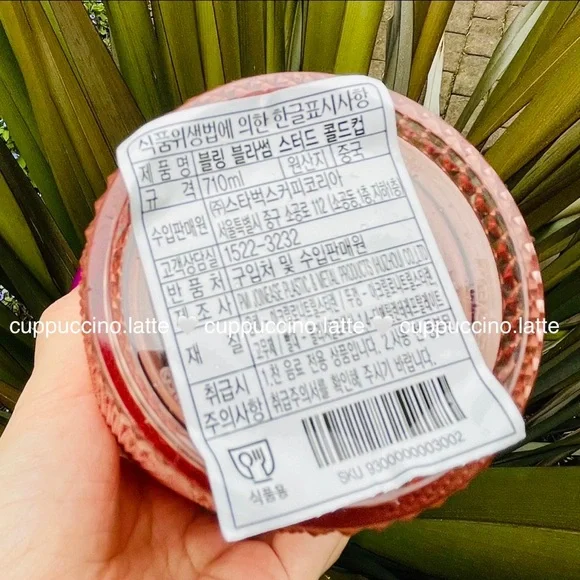 식품위생법에 의한 한글표시사항
제 품 명 블링 블라썸 스터드 콜드컵
규 격 710ml 원산지 중국
수입판매원 (주)스타벅스커피코리아
서울특별시 중구 소공로 112 (소공동,1층,지하1층)
고객상담실 1522-3232
반 품 처 구입처 및 수입판매원
제 조 사
재 질
취급시 주의사항
1.찬 음료 전용 상품입니다. 2.사용 전
취급주의사항을 확인해 주시기 바랍니다.
식품용
SKU 9300000003002
cuppuccino.latte cuppuccino.latte cuppuccino.latte